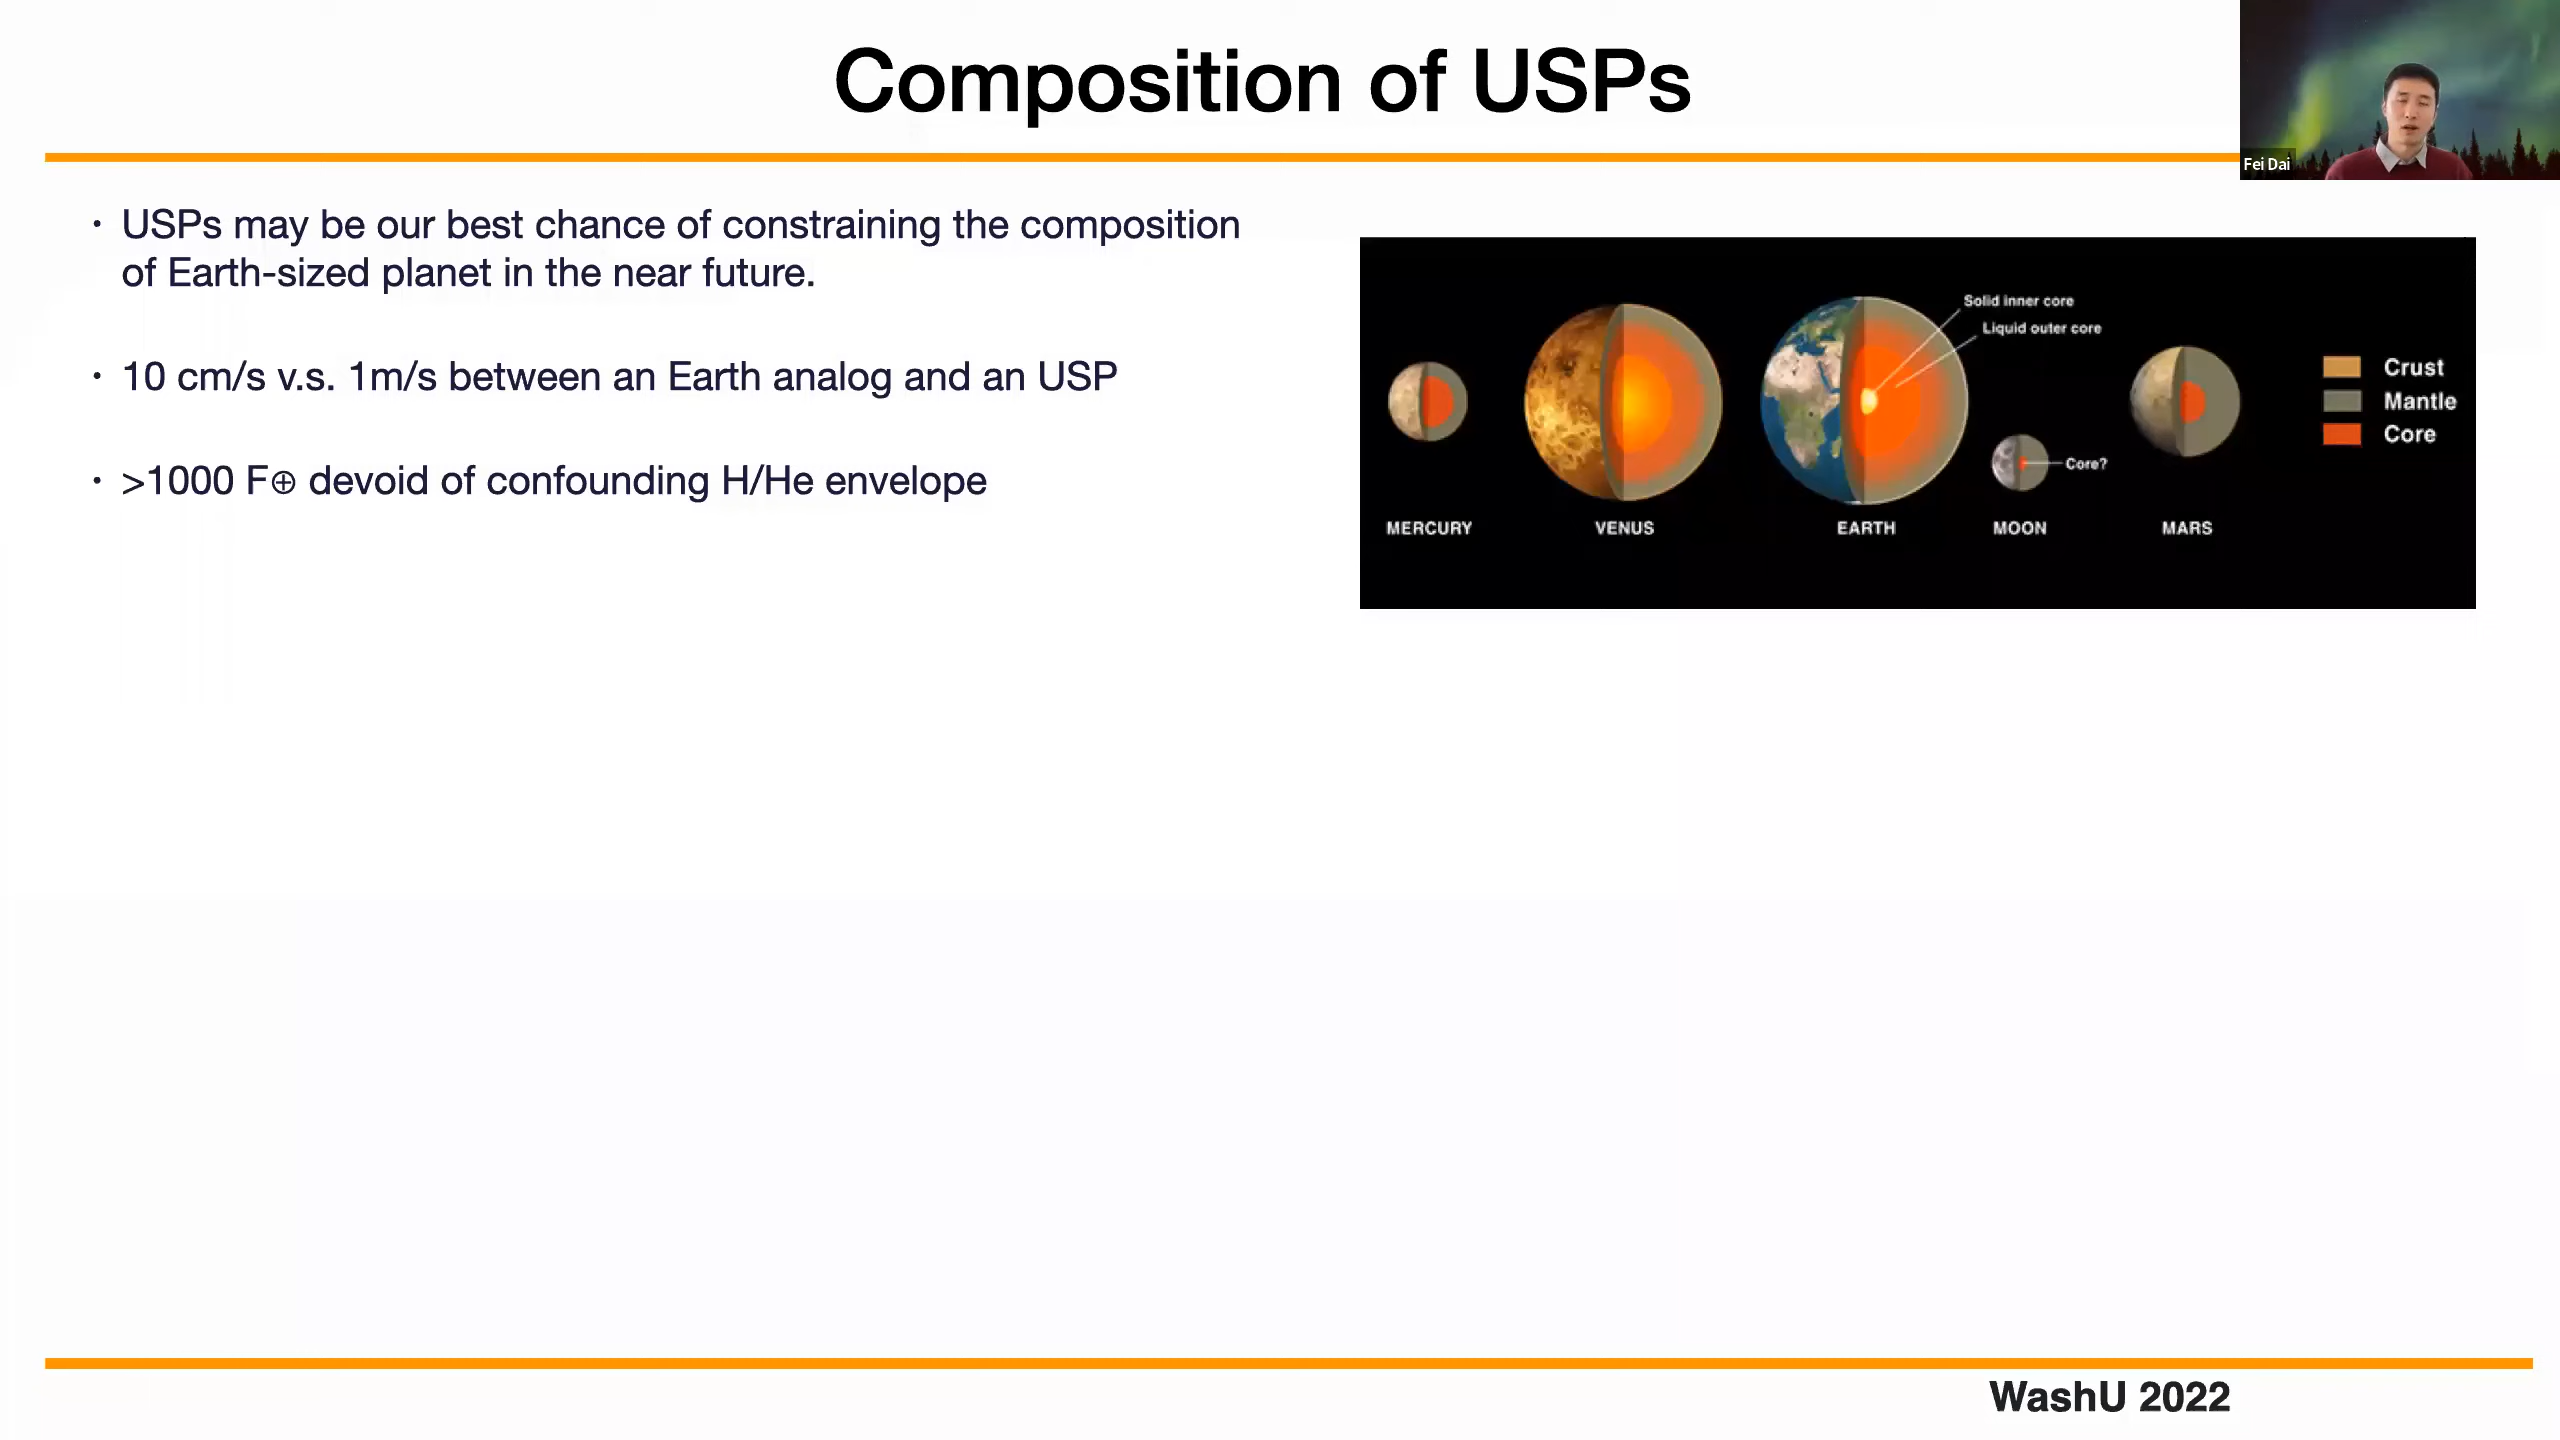 Composition of USPs
Fei Dai
· USPs may be our best chance of constraining the composition
of Earth-sized planet in the near future.
· 10 cm/s v.s. 1m/s between an Earth analog and an USP
· >1000 F⊕ devoid of confounding H/He envelope
Solid inner core
Liquid outer core
Crust
Mantle
Core
Core?
MERCURY
VENUS
EARTH
MOON
MARS
WashU 2022